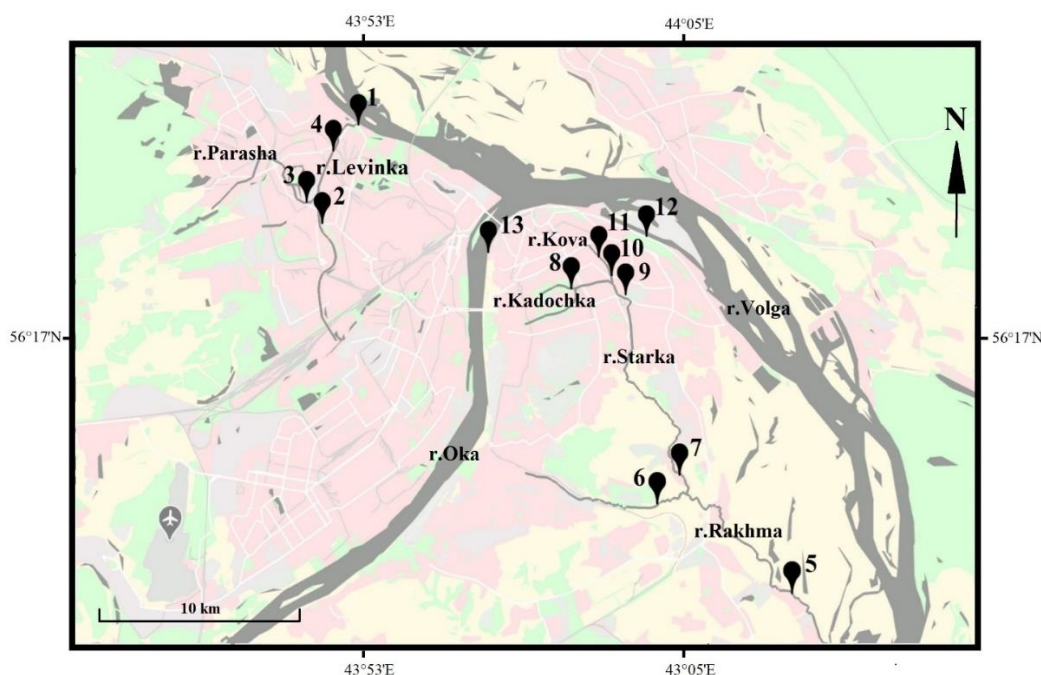 43°53'E
44°05'E
1
N
4
r.Parasha
r.Levinka
3
2
12
11
13
r.Kova
10
8
9
r.Kadochka
r.Volga
56°17'N
56°17'N
r.Starka
r.Oka
7
6
r.Rakhma
5
10 km
43°53'E
43°05'E